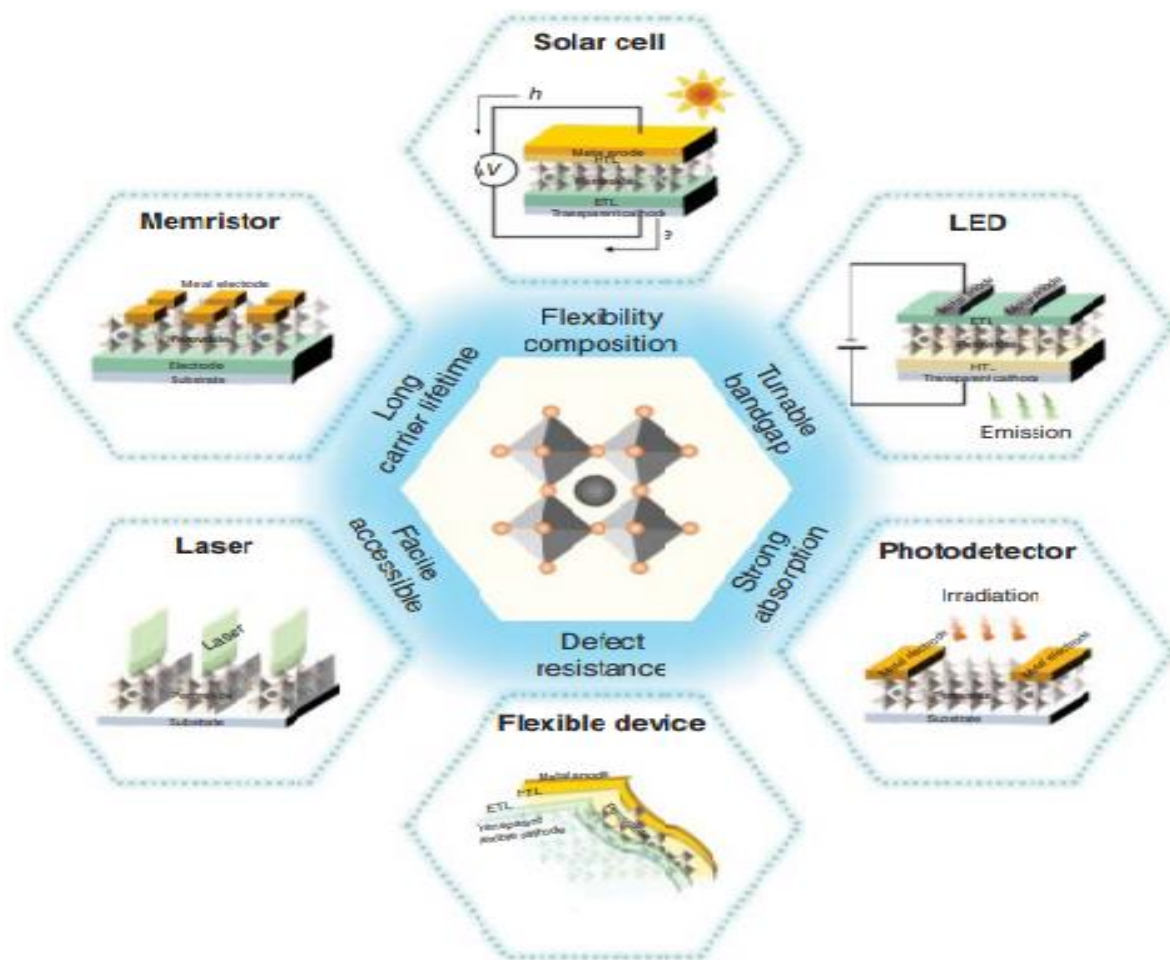 Solar cell
h
V
Metal anode
HTL
ETL
Transparent cathode
Memristor
Metal electrode
Electrode
Substrate
LED
Metal anode
Metal anode
ETL
HTL
Transparent cathode
Emission
Flexibility
composition
Long
carrier lifetime
Tunable
bandgap
Facile
accessible
Strong
absorption
Defect
resistance
Laser
Laser
Substrate
Photodetector
Irradiation
Metal electrode
Metal electrode
Substrate
Flexible device
Metal anode
HTL
ETL